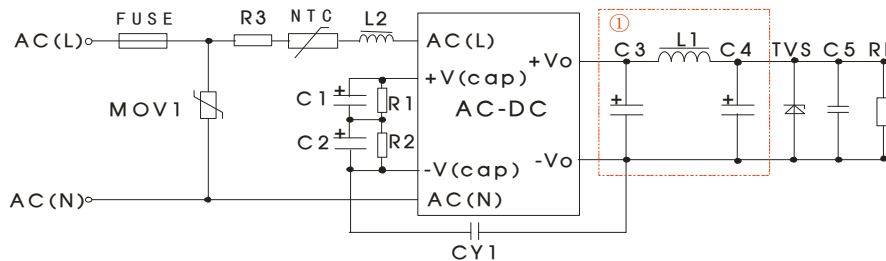 FUSE R3 NTC L2 ① C3 L1 C4 TVS C5
AC(L) AC(L) +Vo
+V(cap)
C1 R1 AC-DC
MOV1
C2 R2
-V(cap) -Vo
AC(N) AC(N)
CY1